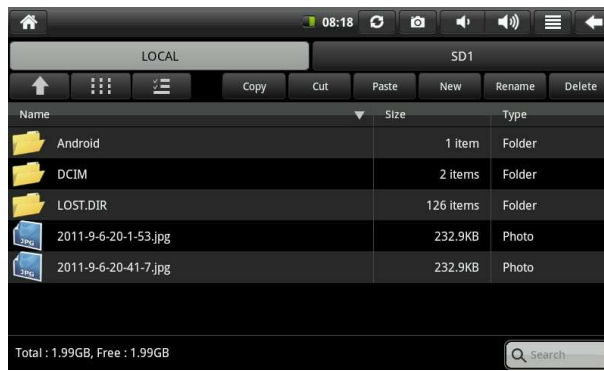 08:18
LOCAL SD1
Copy Cut Paste New Rename Delete
Name Size Type
Android 1 item Folder
DCIM 2 items Folder
LOST.DIR 126 items Folder
JPG 2011-9-6-20-1-53.jpg 232.9KB Photo
JPG 2011-9-6-20-41-7.jpg 232.9KB Photo
Total : 1.99GB, Free : 1.99GB Search